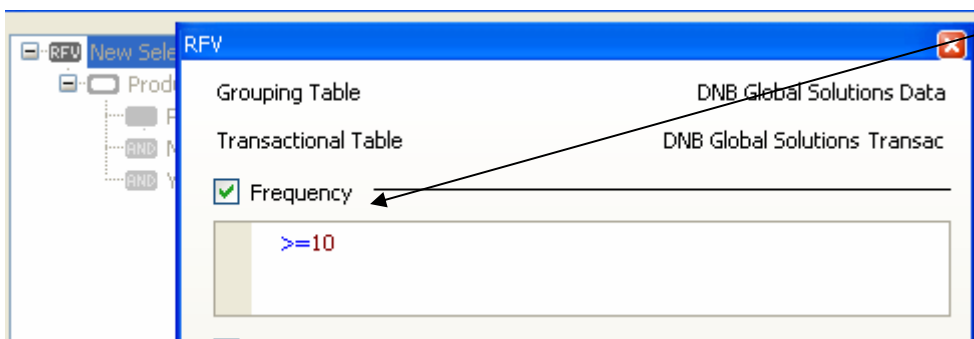 RFV New Sele
RFV
Prod
Grouping Table DNB Global Solutions Data
Transactional Table DNB Global Solutions Transac
AND N
AND Y
Frequency
>=10